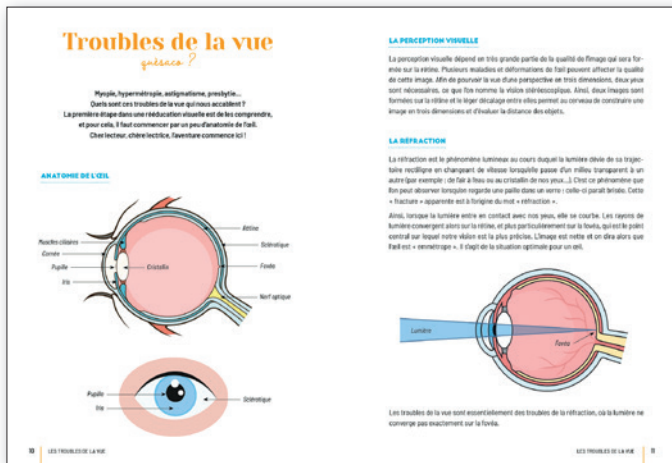 Troubles de la vue
quésaco ?
Myopie, hypermétropie, astigmatisme, presbytie...
Quels sont ces troubles de la vue qui nous accablent ?
La première étape dans une rééducation visuelle est de les comprendre,
et pour cela, il faut commencer par un peu d'anatomie de l'œil.
Cher lecteur, chère lectrice, l'aventure commence ici !
ANATOMIE DE L'ŒIL
Muscles ciliaires
Cornée
Pupille
Iris
Cristallin
Rétine
Sclérotique
Fovéa
Nerf optique
Pupille
Iris
Sclérotique
10 LES TROUBLES DE LA VUE
LA PERCEPTION VISUELLE
La perception visuelle dépend en très grande partie de la qualité de l'image qui sera for-
mée sur la rétine. Plusieurs maladies et déformations de l'œil peuvent affecter la qualité
de cette image. Afin de pourvoir la vue d'une perspective en trois dimensions, deux yeux
sont nécessaires, ce que l'on nomme la vision stéréoscopique. Ainsi, deux images sont
formées sur la rétine et le léger décalage entre elles permet au cerveau de construire une
image en trois dimensions et d'évaluer la distance des objets.
LA RÉFRACTION
La réfraction est le phénomène lumineux au cours duquel la lumière dévie de sa trajec-
toire rectiligne en changeant de vitesse lorsqu'elle passe d'un milieu transparent à un
autre (par exemple : de l'air à l'eau ou au cristallin de nos yeux...). C'est ce phénomène que
l'on peut observer lorsqu'on regarde une paille dans un verre : celle-ci paraît brisée. Cette
« fracture » apparente est à l'origine du mot « réfraction ».
Ainsi, lorsque la lumière entre en contact avec nos yeux, elle se courbe. Les rayons de
lumière convergent alors sur la rétine, et plus particulièrement sur la fovéa, qui est le point
central sur lequel notre vision est la plus précise. L'image est nette et on dira alors que
l'œil est « emmétrope ». Il s'agit de la situation optimale pour un œil.
Lumière
Fovéa
Les troubles de la vue sont essentiellement des troubles de la réfraction, où la lumière ne
converge pas exactement sur la fovéa.
LES TROUBLES DE LA VUE 11